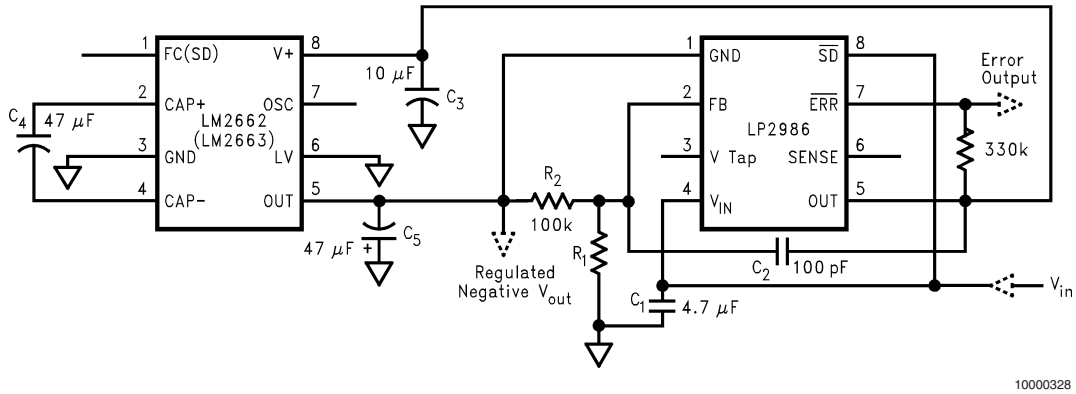 1 FC(SD) V+ 8
2 CAP+ OSC 7
3 GND LV 6
4 CAP- OUT 5
LM2662
(LM2663)
C4 47 μF
10 μF C3
47 μF + C5
1 GND SD 8
2 FB ERR 7
3 V Tap SENSE 6
4 VIN OUT 5
LP2986
Error
Output
330k
R2
100k
R1
C2 100 pF
C1 4.7 μF
Regulated
Negative Vout
Vin
10000328